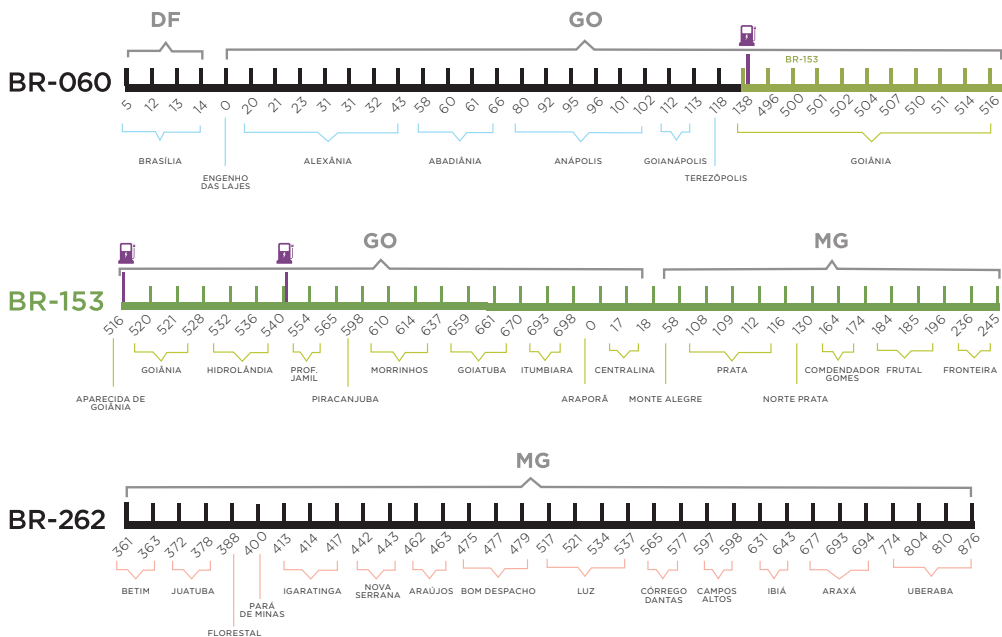 DF GO
BR-060
BR-153
5 12 13 14 0 20 21 23 31 31 32 43 58 60 61 66 80 92 95 96 101 102 112 113 118 138 496 500 501 502 504 507 510 511 514 516
BRASÍLIA ALEXÂNIA ABADIÂNIA ANÁPOLIS GOIANÁPOLIS GOIÂNIA
ENGENHO
DAS LAJES
TEREZÕPOLIS
GO MG
BR-153
516 520 521 528 532 536 540 554 565 598 610 614 637 659 661 670 693 698 0 17 18 58 108 109 112 116 130 164 174 184 185 196 236 245
GOIÂNIA HIDROLÂNDIA PROF.
JAMIL
MORRINHOS GOIATUBA ITUMBIARA CENTRALINA PRATA COMDENDADOR
GOMES
FRUTAL FRONTEIRA
APARECIDA DE
GOIÂNIA
PIRACANJUBA ARAPORÃ MONTE ALEGRE NORTE PRATA
MG
BR-262
361 363 372 378 388 400 413 414 417 442 443 462 463 475 477 479 517 521 534 537 565 577 597 598 631 643 677 693 694 774 804 810 876
BETIM JUATUBA IGARATINGA NOVA
SERRANA
ARAÚJOS BOM DESPACHO LUZ CÓRREGO
DANTAS
CAMPOS
ALTOS
IBIÁ ARAXÁ UBERABA
PARÁ
DE MINAS
FLORESTAL